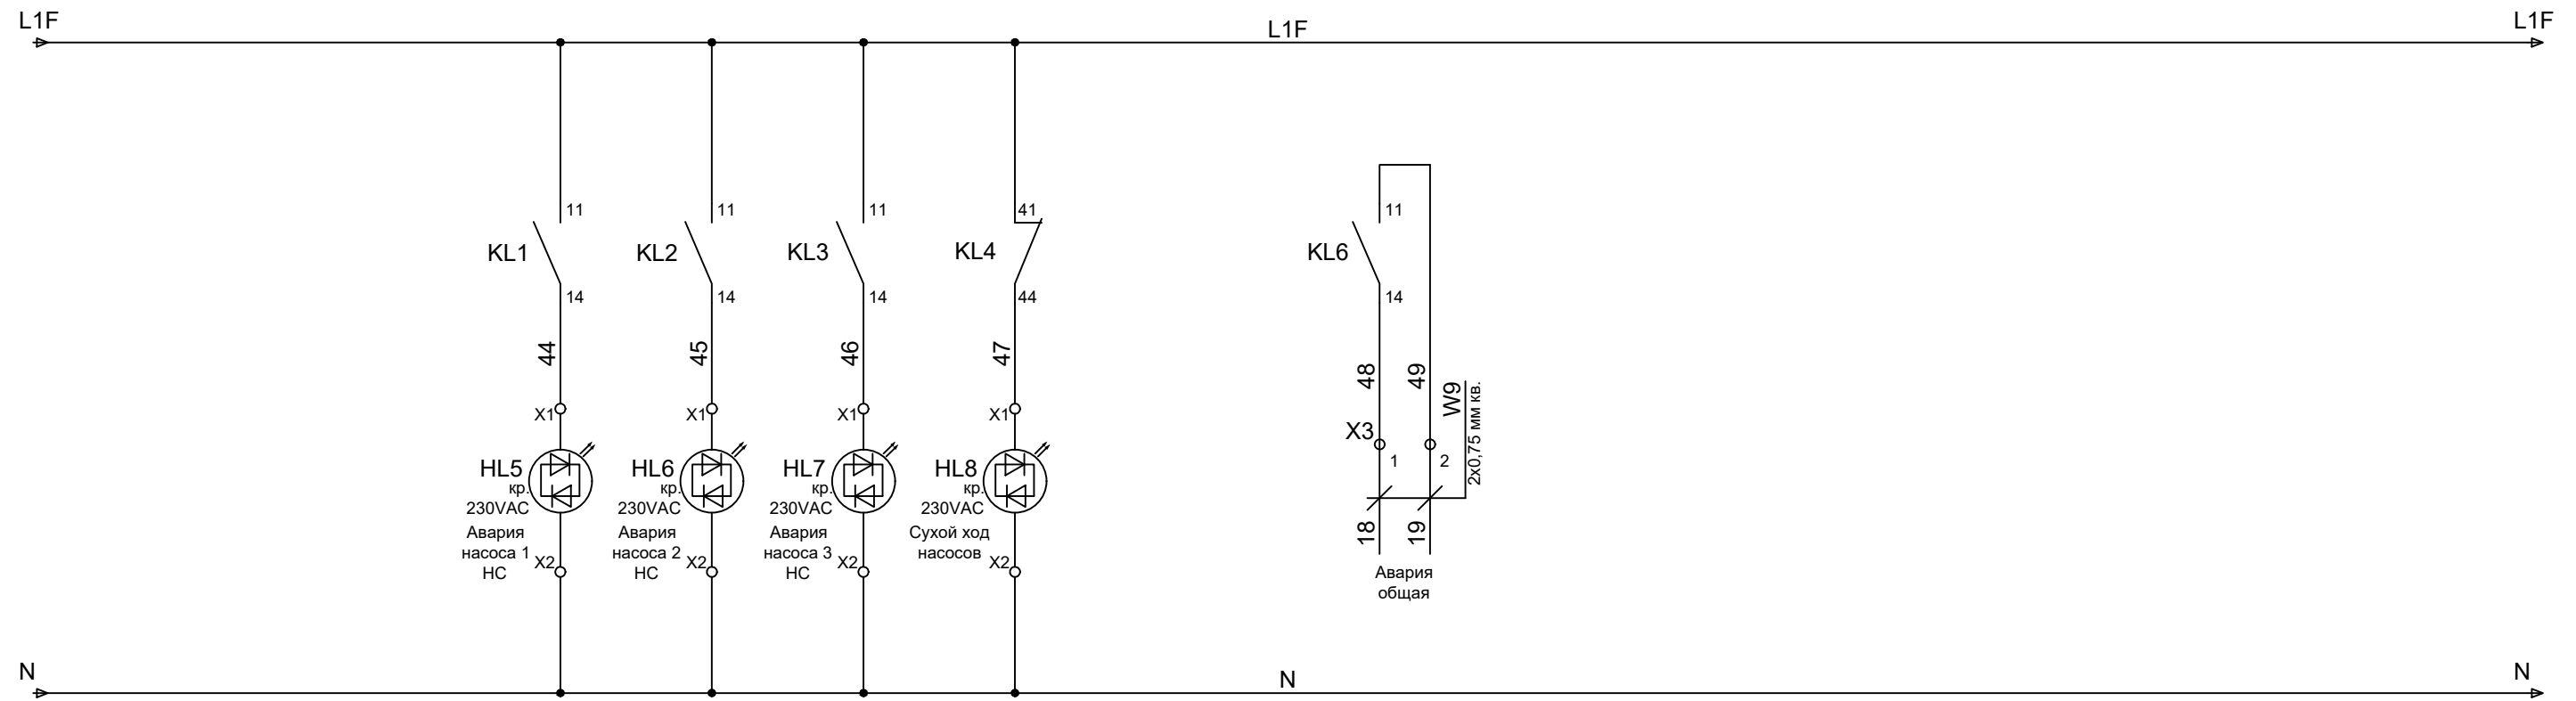 L1F
L1F
L1F
11
11
11
41
11
KL1
KL2
KL3
KL4
KL6
14
14
14
44
14
44
45
46
47
48
49
W9
2x0,75 мм кв.
X1
X1
X1
X1
X3
1
2
HL5
кр.
230VAC
Авария
насоса 1
НС
X2
HL6
кр.
230VAC
Авария
насоса 2
НС
X2
HL7
кр.
230VAC
Авария
насоса 3
НС
X2
HL8
кр.
230VAC
Сухой ход
насосов
X2
18
19
Авария
общая
N
N
N